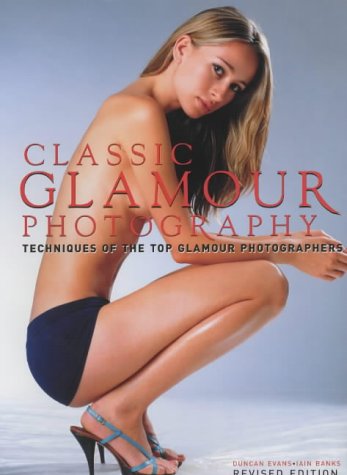 CLASSIC
GLAMOUR
PHOTOGRAPHY
TECHNIQUES OF THE TOP GLAMOUR PHOTOGRAPHERS
DUNCAN EVANS•IAIN BANKS
REVISED EDITION